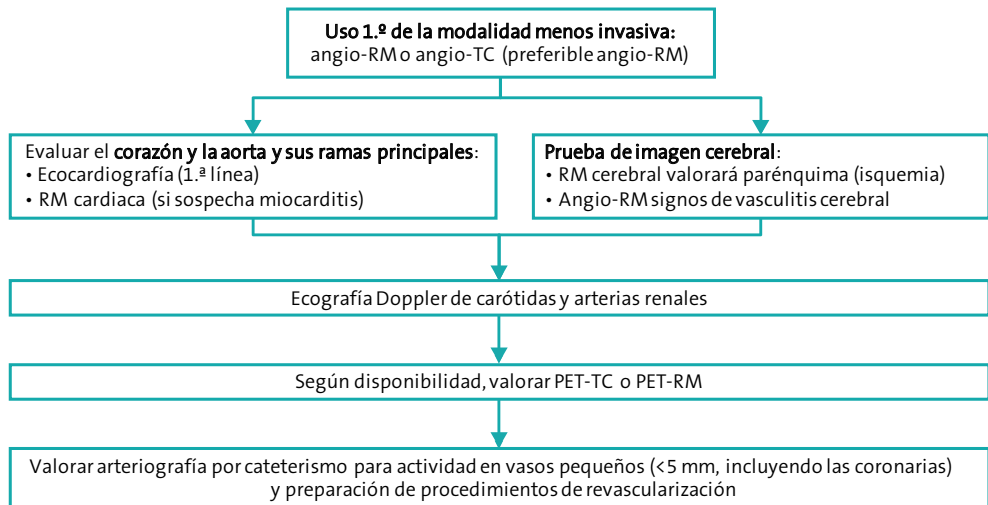 Uso 1.º de la modalidad menos invasiva:
angio-RM o angio-TC (preferible angio-RM)
Evaluar el corazón y la aorta y sus ramas principales:
• Ecocardiografía (1.ª línea)
• RM cardiaca (si sospecha miocarditis)
Prueba de imagen cerebral:
• RM cerebral valorará parénquima (isquemia)
• Angio-RM signos de vasculitis cerebral
Ecografía Doppler de carótidas y arterias renales
Según disponibilidad, valorar PET-TC o PET-RM
Valorar arteriografía por cateterismo para actividad en vasos pequeños (<5 mm, incluyendo las coronarias)
y preparación de procedimientos de revascularización